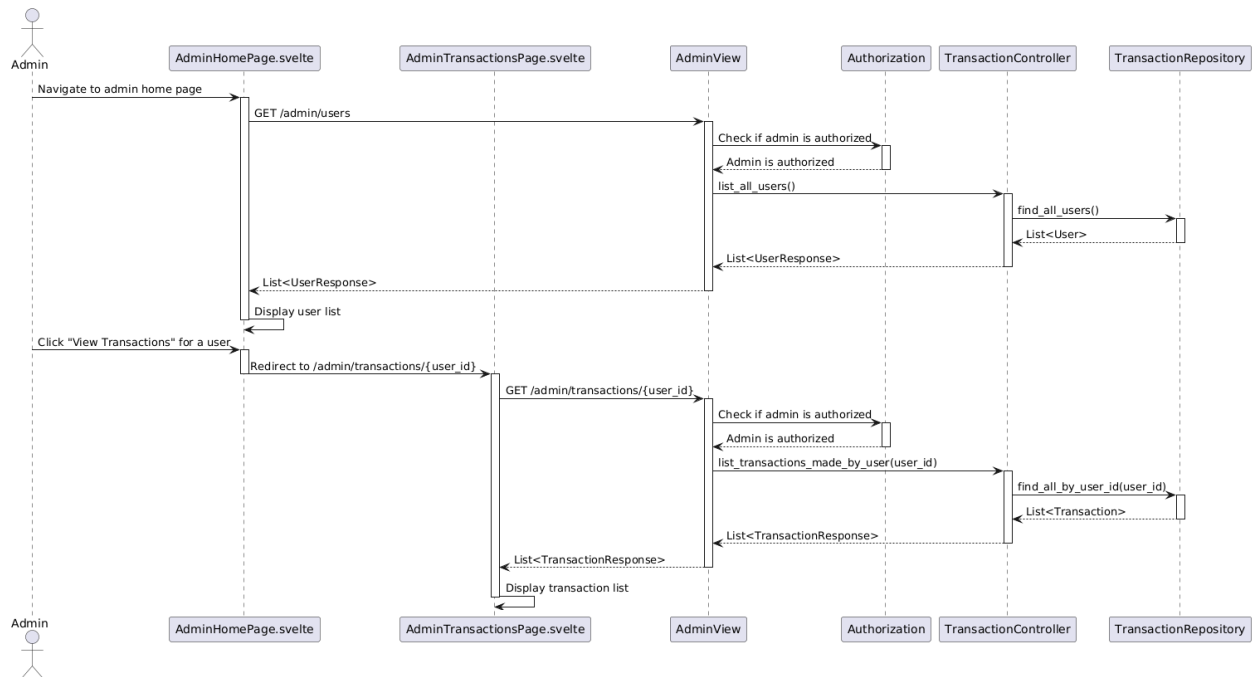 Admin
AdminHomePage.svelte
AdminTransactionsPage.svelte
AdminView
Authorization
TransactionController
TransactionRepository
Navigate to admin home page
GET /admin/users
Check if admin is authorized
Admin is authorized
list_all_users()
find_all_users()
List<User>
List<UserResponse>
List<UserResponse>
Display user list
Click "View Transactions" for a user
Redirect to /admin/transactions/{user_id}
GET /admin/transactions/{user_id}
Check if admin is authorized
Admin is authorized
list_transactions_made_by_user(user_id)
find_all_by_user_id(user_id)
List<Transaction>
List<TransactionResponse>
List<TransactionResponse>
Display transaction list
Admin
AdminHomePage.svelte
AdminTransactionsPage.svelte
AdminView
Authorization
TransactionController
TransactionRepository